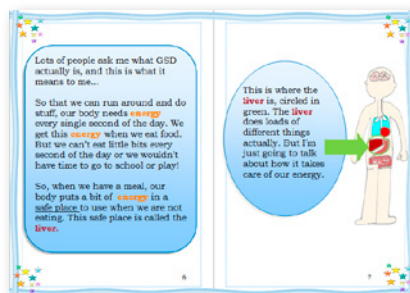 Lots of people ask me what GSD
actually is, and this is what it
means to me...
So that we can run around and do
stuff, our body needs energy
every single second of the day. We
get this energy when we eat food.
But we can't eat little bits every
second of the day or we wouldn't
have time to go to school or play!
So, when we have a meal, our
body puts a bit of energy in a
safe place to use when we are not
eating. This safe place is called the
liver.
6
This is where the
liver is, circled in
green. The liver
does loads of
different things
actually. But I'm
just going to talk
about how it takes
care of our energy.
7